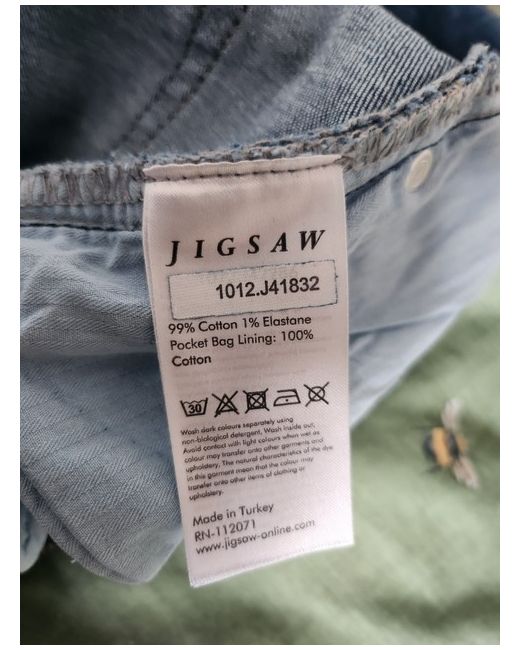 JIGSAW
1012.J41832
99% Cotton 1% Elastane
Pocket Bag Lining: 100%
Cotton
30
Wash dark colours separately using
non-biological detergent, Wash inside out,
Avoid contact with light colours when wet as
colour may transfer onto other garments and
upholstery. The natural characteristics of the dye
in this garment mean that the colour may
transfer onto other items of clothing or
upholstery.
Made in Turkey
RN-112071
www.jigsaw-online.com